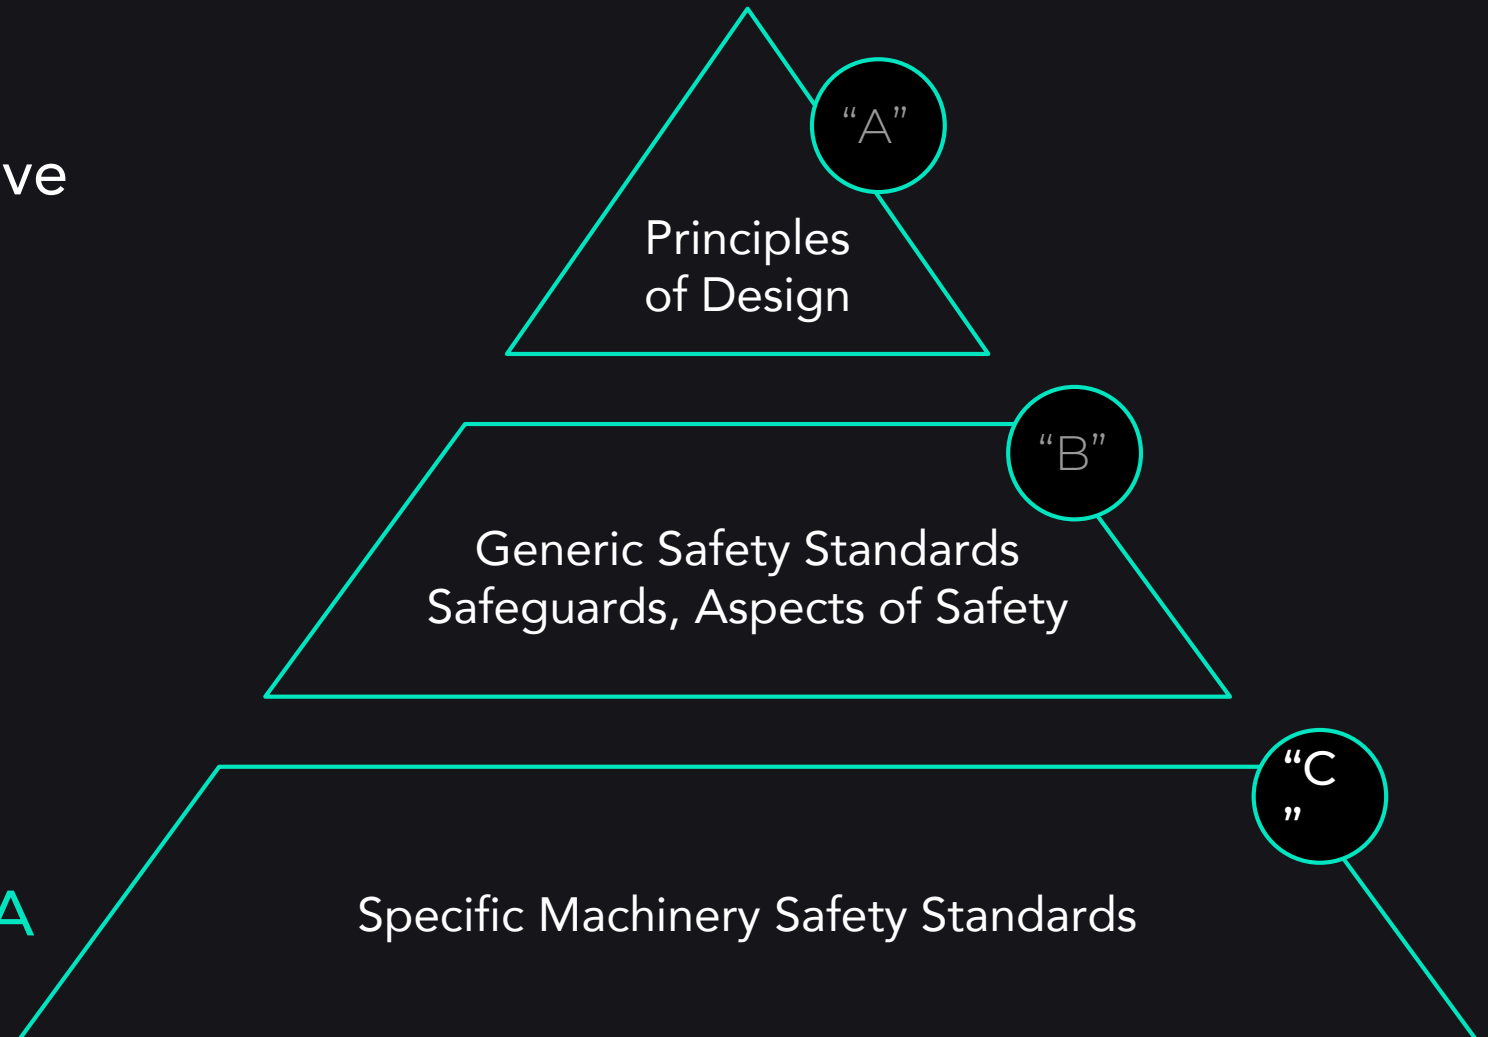 “A”
ve
Principles
of Design
“B”
Generic Safety Standards
Safeguards, Aspects of Safety
“C
”
A
Specific Machinery Safety Standards